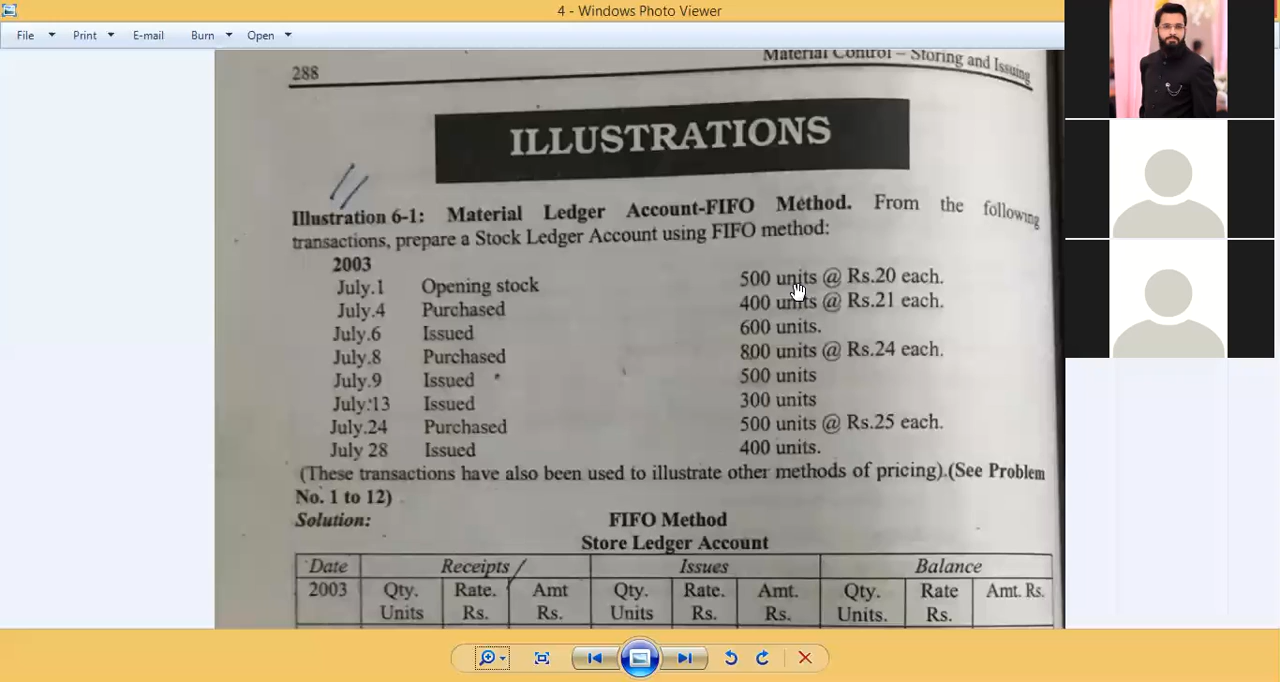 4 - Windows Photo Viewer
File Print E-mail Burn Open
288 Material Control – Storing and Issuing
ILLUSTRATIONS
Illustration 6-1: Material Ledger Account-FIFO Method. From the following
transactions, prepare a Stock Ledger Account using FIFO method:
2003
July.1 Opening stock 500 units @ Rs.20 each.
July.4 Purchased 400 units @ Rs.21 each.
July.6 Issued 600 units.
July.8 Purchased 800 units @ Rs.24 each.
July.9 Issued 500 units
July.13 Issued 300 units
July.24 Purchased 500 units @ Rs.25 each.
July 28 Issued 400 units.
(These transactions have also been used to illustrate other methods of pricing).(See Problem
No. 1 to 12)
Solution: FIFO Method
Store Ledger Account
Date Receipts Issues Balance
2003 Qty. Rate. Amt Qty. Rate. Amt. Qty. Rate Amt. Rs.
Units Rs. Rs. Units Rs. Rs. Units. Rs.